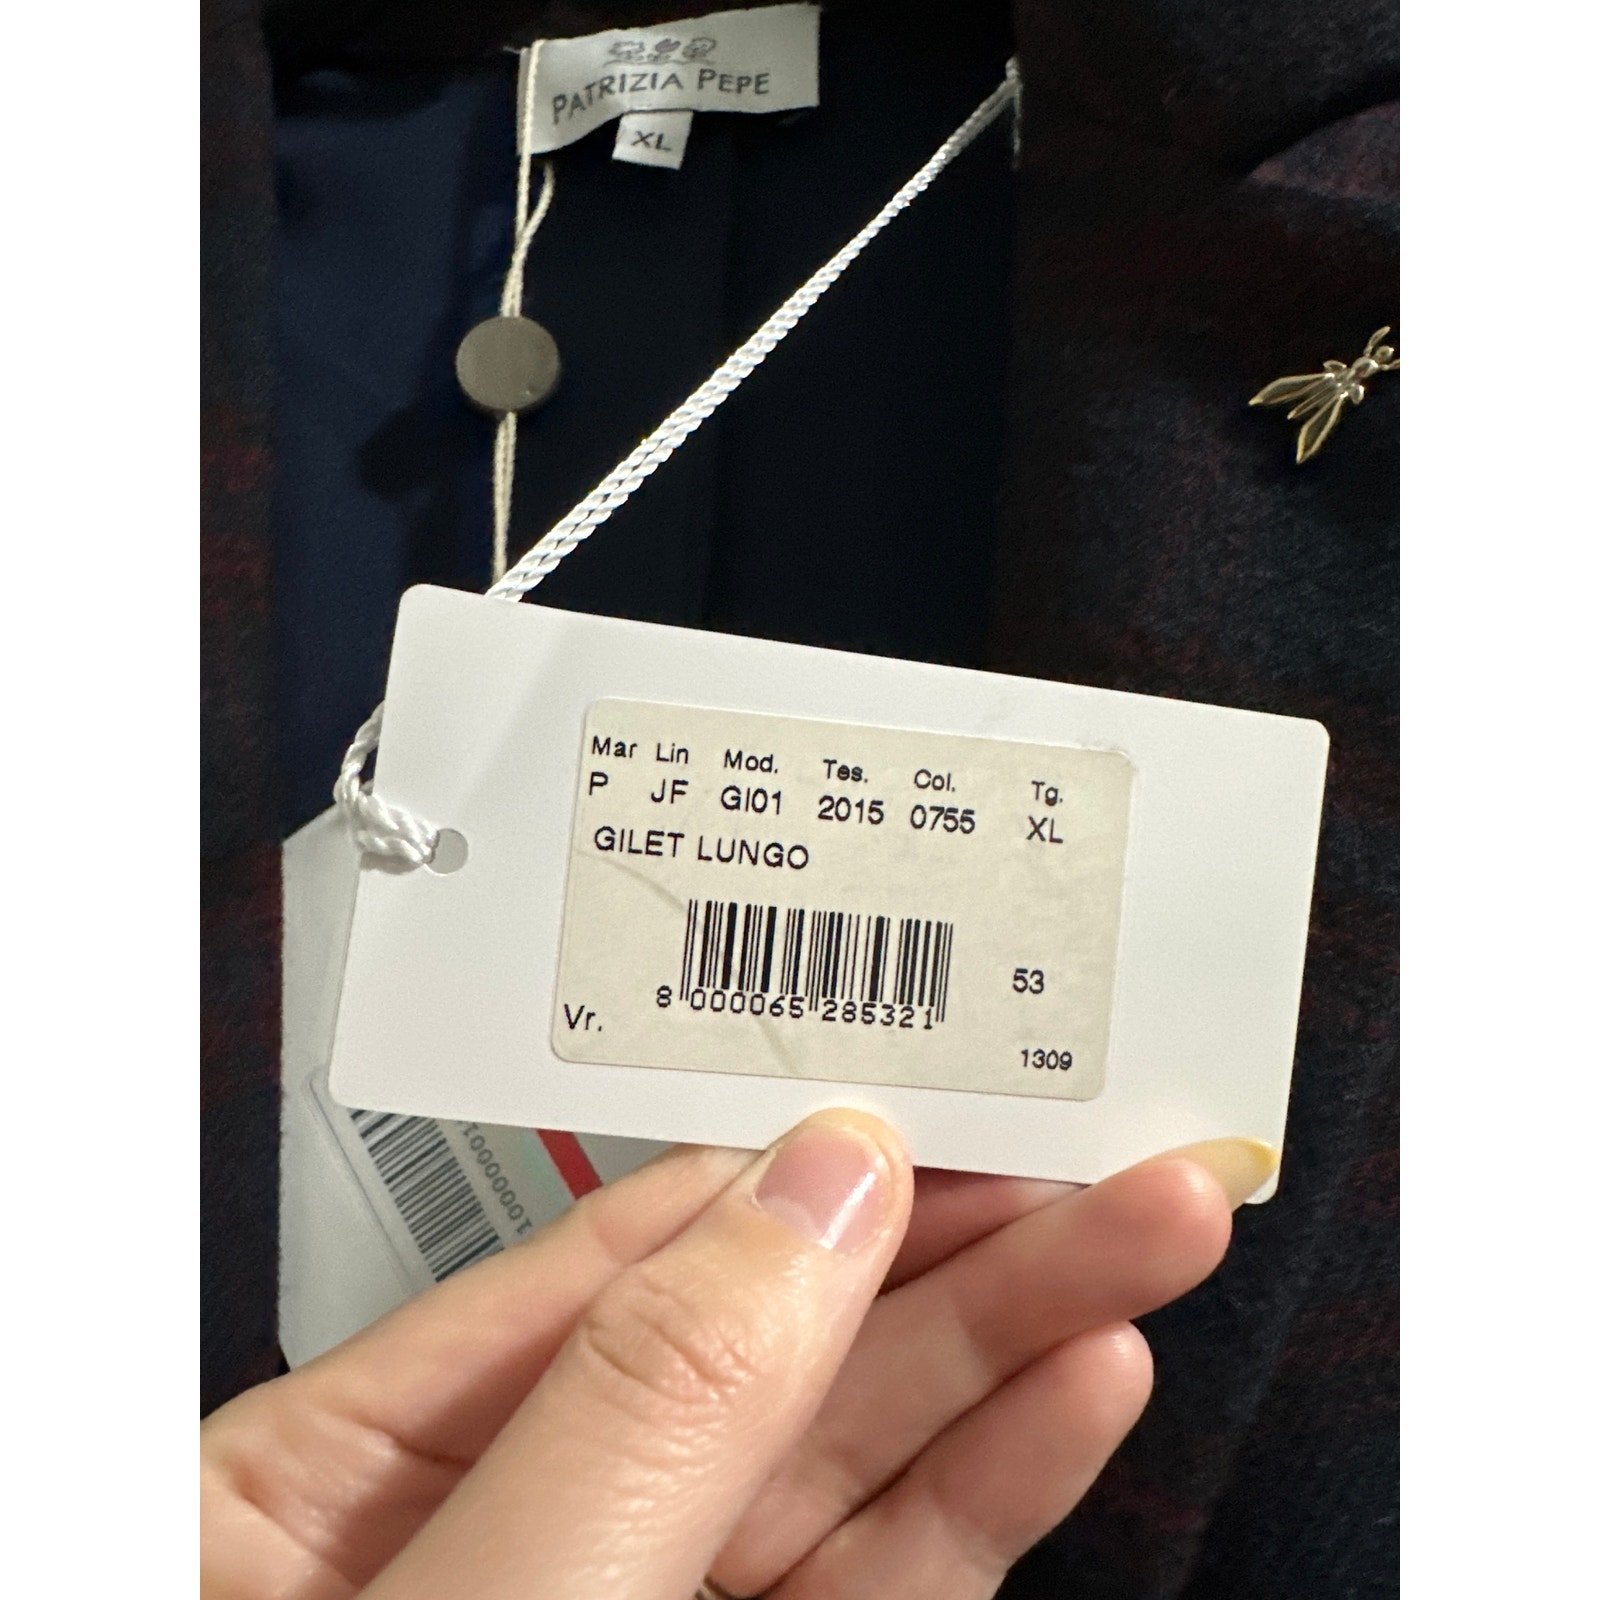 PATRIZIA PEPE
XL
Mar Lin Mod. Tes. Col. Tg.
P JF GI01 2015 0755 XL
GILET LUNGO
53
8 000065 285321
Vr.
1309